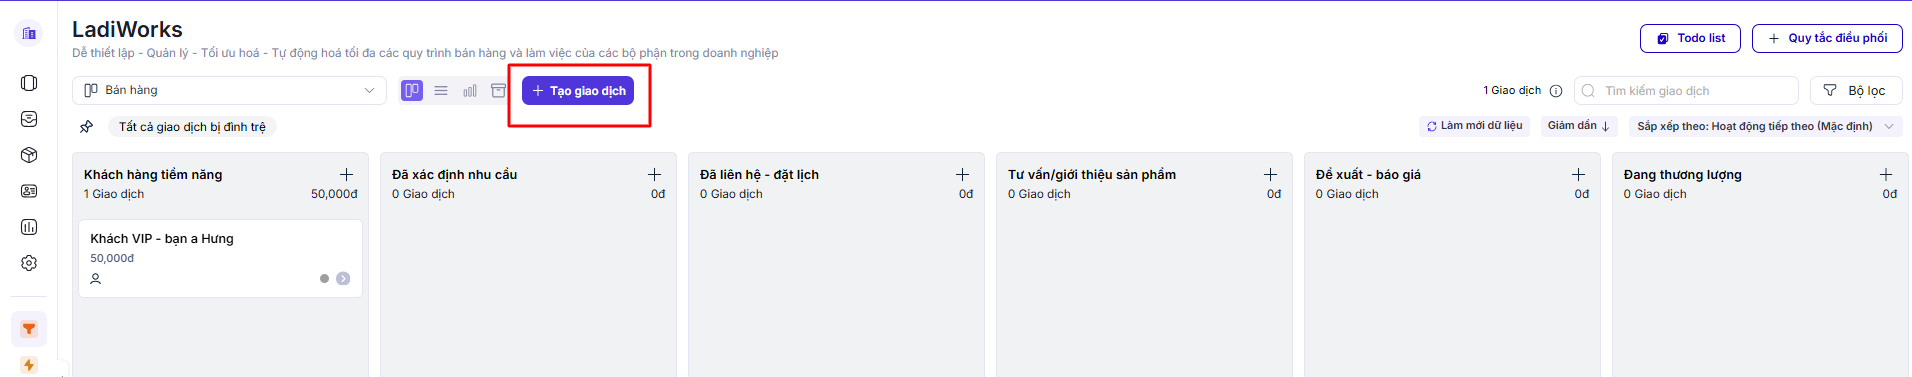 LadiWorks
Dễ thiết lập - Quản lý - Tối ưu hoá - Tự động hoá tối đa các quy trình bán hàng và làm việc của các bộ phận trong doanh nghiệp
Todo list
Quy tắc điều phối
Bán hàng
Tạo giao dịch
1 Giao dịch
Tìm kiếm giao dịch
Bộ lọc
Tất cả giao dịch bị đình trệ
Làm mới dữ liệu
Giảm dần
Sắp xếp theo: Hoạt động tiếp theo (Mặc định)
Khách hàng tiềm năng
1 Giao dịch 50,000đ
Khách VIP - bạn a Hưng
50,000đ
Đã xác định nhu cầu
0 Giao dịch 0đ
Đã liên hệ - đặt lịch
0 Giao dịch 0đ
Tư vấn/giới thiệu sản phẩm
0 Giao dịch 0đ
Đề xuất - báo giá
0 Giao dịch 0đ
Đang thương lượng
0 Giao dịch 0đ